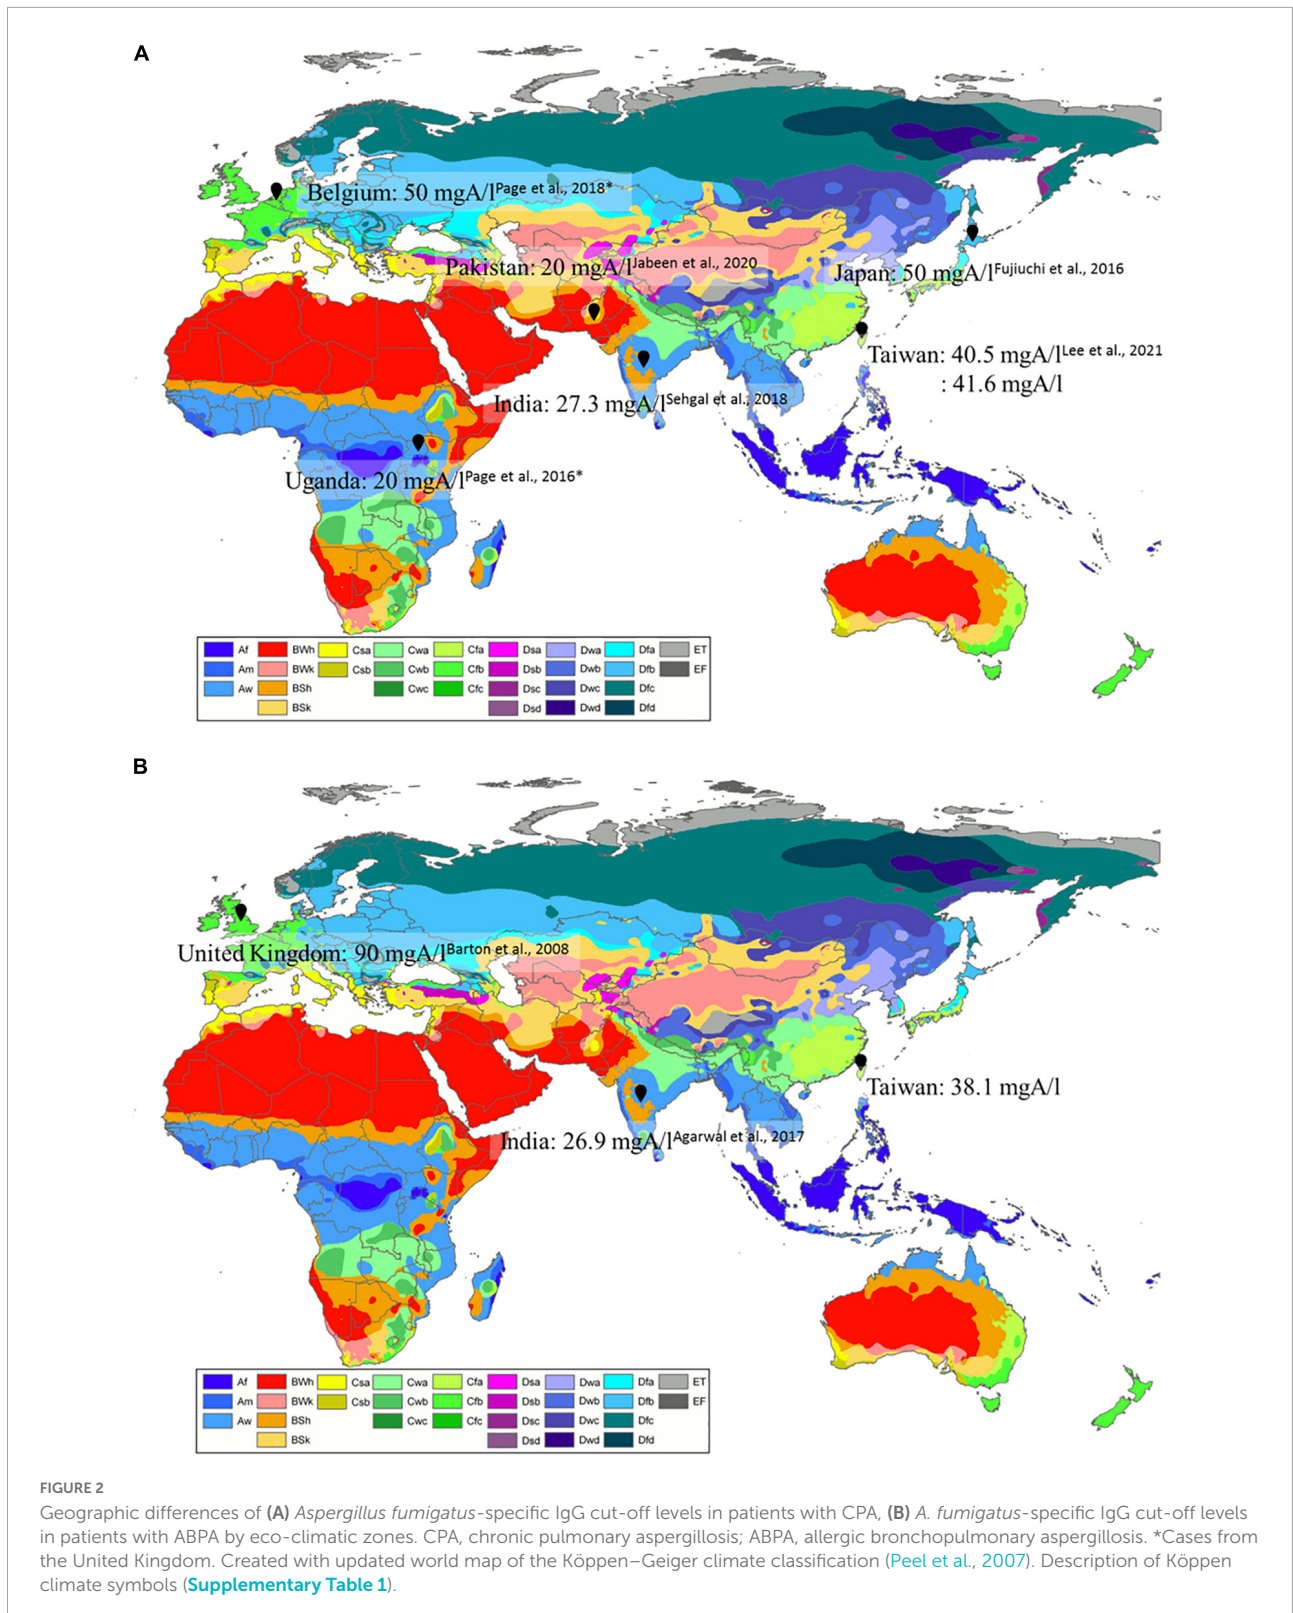 A
Belgium: 50 mgA/l Page et al., 2018*
Pakistan: 20 mgA/l Jabeen et al., 2020
Japan: 50 mgA/l Fujiuchi et al., 2016
Taiwan: 40.5 mgA/l Lee et al., 2021
: 41.6 mgA/l
India: 27.3 mgA/l Sehgal et al., 2018
Uganda: 20 mgA/l Page et al., 2016*
Af BWh Csa Cwa Cfa Dsa Dwa Dfa ET
Am BWk Csb Cwb Cfb Dsb Dwb Dfb EF
Aw BSh Cwc Cfc Dsc Dwc Dfc
BSk Dsd Dwd Dfd
B
United Kingdom: 90 mgA/l Barton et al., 2008
Taiwan: 38.1 mgA/l
India: 26.9 mgA/l Agarwal et al., 2017
Af BWh Csa Cwa Cfa Dsa Dwa Dfa ET
Am BWk Csb Cwb Cfb Dsb Dwb Dfb EF
Aw BSh Cwc Cfc Dsc Dwc Dfc
BSk Dsd Dwd Dfd
FIGURE 2
Geographic differences of (A) Aspergillus fumigatus-specific IgG cut-off levels in patients with CPA, (B) A. fumigatus-specific IgG cut-off levels
in patients with ABPA by eco-climatic zones. CPA, chronic pulmonary aspergillosis; ABPA, allergic bronchopulmonary aspergillosis. *Cases from
the United Kingdom. Created with updated world map of the Köppen–Geiger climate classification (Peel et al., 2007). Description of Köppen
climate symbols (Supplementary Table 1).